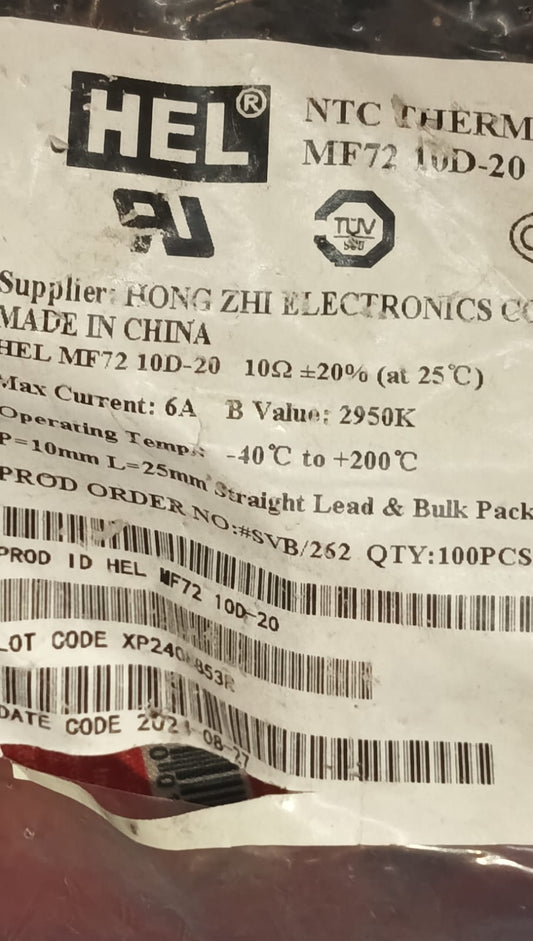 HEL®
NTC THERM
MF72 10D-20
TÜV
Supplier: HONG ZHI ELECTRONICS CO
MADE IN CHINA
HEL MF72 10D-20 10Ω ±20% (at 25℃)
Max Current: 6A B Value: 2950K
Operating Temp.: -40℃ to +200℃
P=10mm L=25mm Straight Lead & Bulk Pack
PROD ORDER NO:#SVB/262 QTY:100PCS
PROD ID HEL MF72 10D-20
LOT CODE
DATE CODE